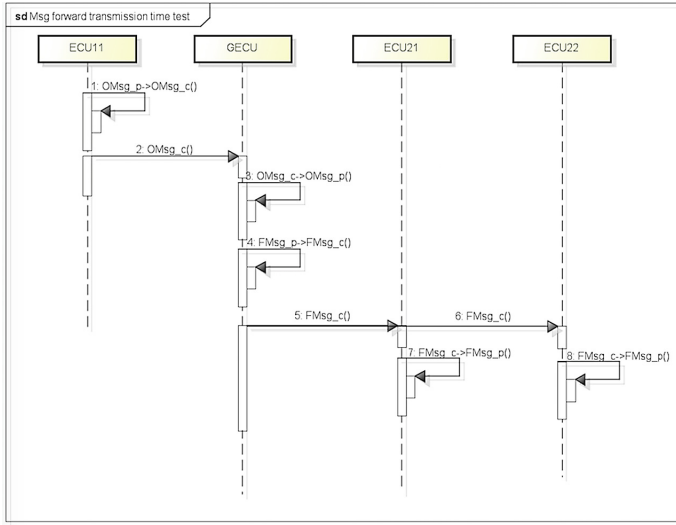 sd Msg forward transmission time test
ECU11
GECU
ECU21
ECU22
1: OMsg_p->OMsg_c()
2: OMsg_c()
3: OMsg_c->OMsg_p()
4: FMsg_p->FMsg_c()
5: FMsg_c()
6: FMsg_c()
7: FMsg_c->FMsg_p()
8: FMsg_c->FMsg_p()